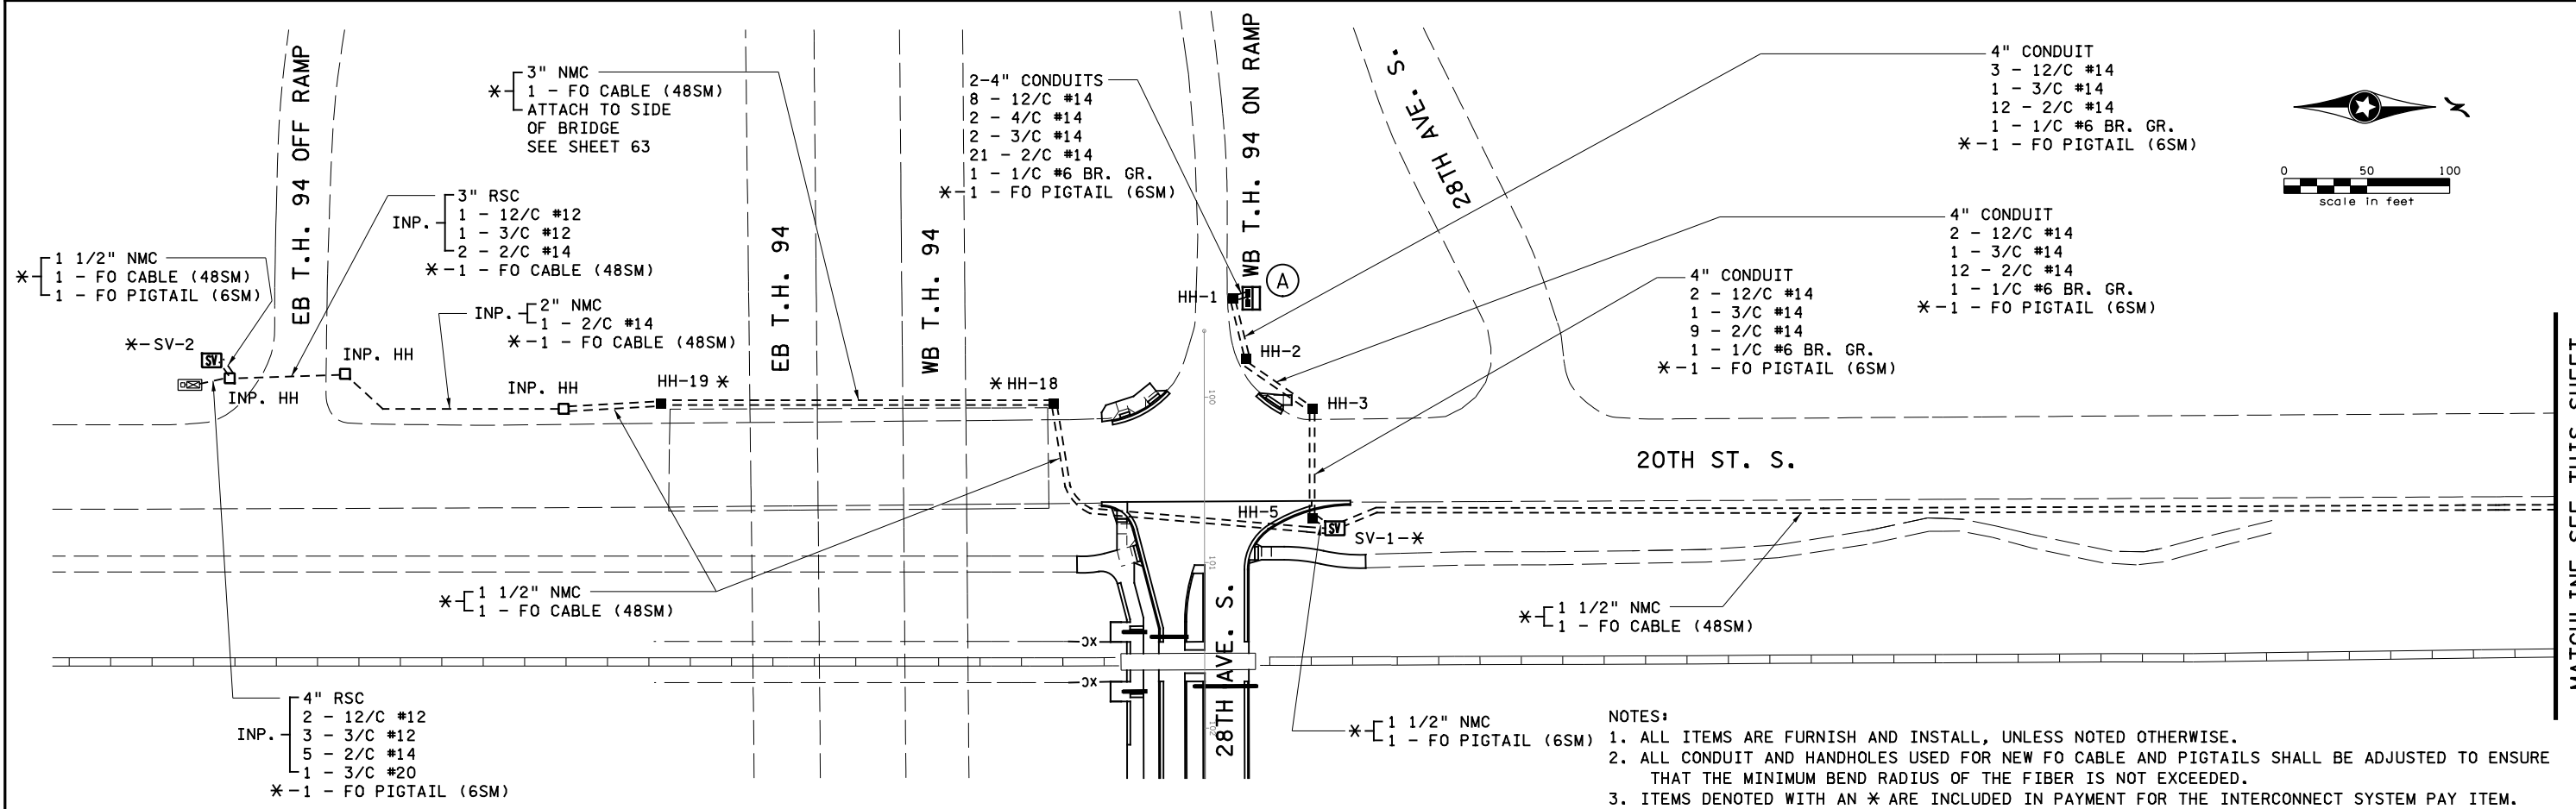 EB T.H. 94 OFF RAMP
3" NMC
* 1 - FO CABLE (48SM)
ATTACH TO SIDE
OF BRIDGE
SEE SHEET 63
2-4" CONDUITS
8 - 12/C #14
2 - 4/C #14
2 - 3/C #14
21 - 2/C #14
1 - 1/C #6 BR. GR.
*-1 - FO PIGTAIL (6SM)
WB T.H. 94 ON RAMP
28TH AVE. S.
4" CONDUIT
3 - 12/C #14
1 - 3/C #14
12 - 2/C #14
1 - 1/C #6 BR. GR.
*-1 - FO PIGTAIL (6SM)
0 50 100
scale in feet
3" RSC
INP. 1 - 12/C #12
1 - 3/C #12
2 - 2/C #14
*-1 - FO CABLE (48SM)
1 1/2" NMC
* 1 - FO CABLE (48SM)
1 - FO PIGTAIL (6SM)
INP. 2" NMC
1 - 2/C #14
*-1 - FO CABLE (48SM)
EB T.H. 94
WB T.H. 94
HH-1
A
4" CONDUIT
2 - 12/C #14
1 - 3/C #14
9 - 2/C #14
1 - 1/C #6 BR. GR.
*-1 - FO PIGTAIL (6SM)
4" CONDUIT
2 - 12/C #14
1 - 3/C #14
12 - 2/C #14
1 - 1/C #6 BR. GR.
*-1 - FO PIGTAIL (6SM)
*-SV-2
SV
INP. HH
INP. HH
INP. HH
HH-19 *
* HH-18
HH-2
HH-3
100
20TH ST. S.
HH-5
SV
SV-1-*
101
1 1/2" NMC
* 1 - FO CABLE (48SM)
1 1/2" NMC
* 1 - FO CABLE (48SM)
XC
XC
28TH AVE. S.
102
4" RSC
2 - 12/C #12
INP. 3 - 3/C #12
5 - 2/C #14
1 - 3/C #20
*-1 - FO PIGTAIL (6SM)
1 1/2" NMC
* 1 - FO PIGTAIL (6SM)
NOTES:
1. ALL ITEMS ARE FURNISH AND INSTALL, UNLESS NOTED OTHERWISE.
2. ALL CONDUIT AND HANDHOLES USED FOR NEW FO CABLE AND PIGTAILS SHALL BE ADJUSTED TO ENSURE
THAT THE MINIMUM BEND RADIUS OF THE FIBER IS NOT EXCEEDED.
3. ITEMS DENOTED WITH AN * ARE INCLUDED IN PAYMENT FOR THE INTERCONNECT SYSTEM PAY ITEM.